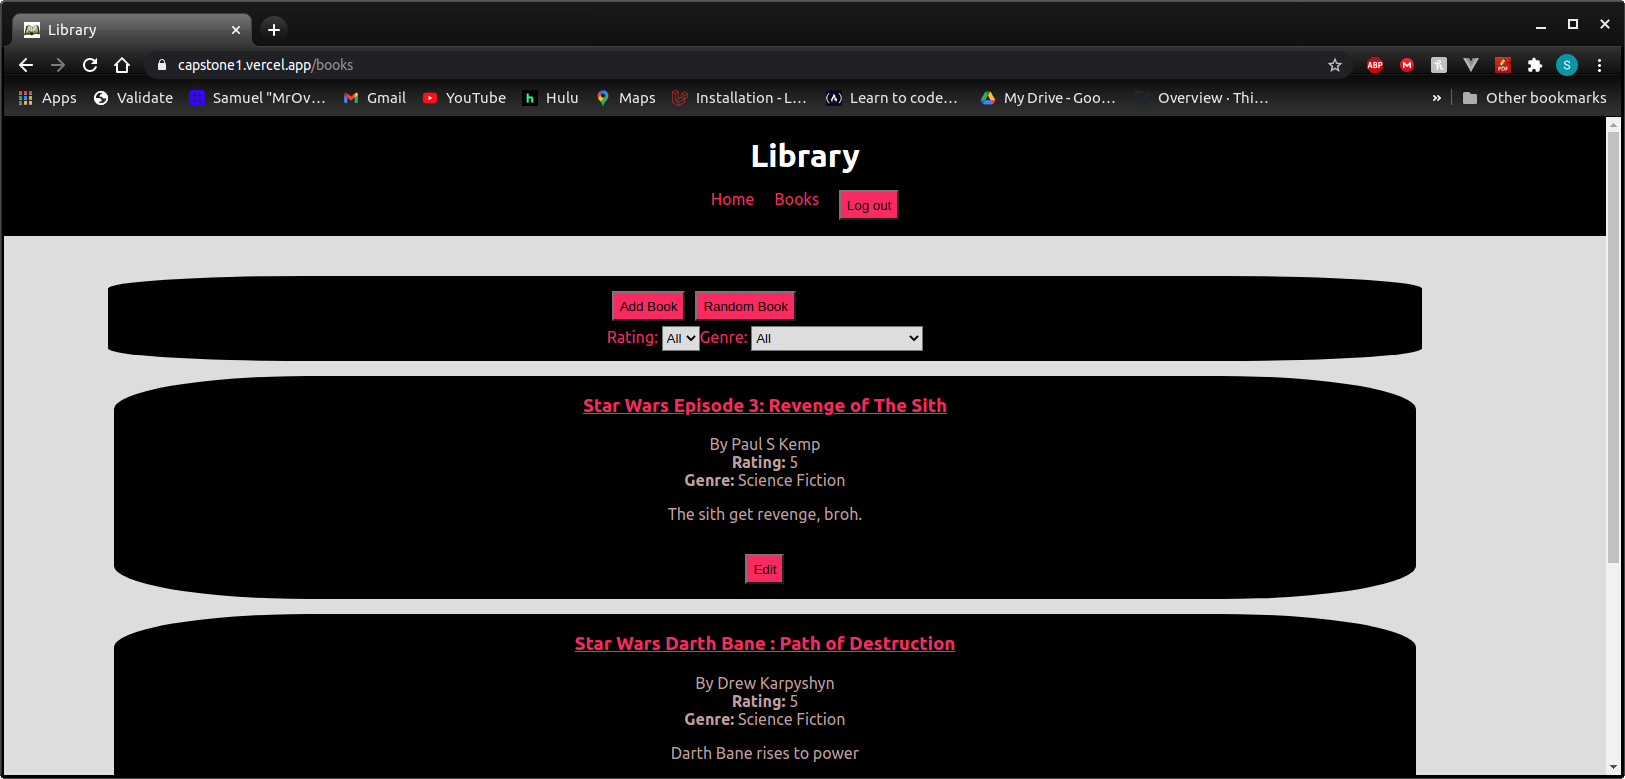 Library
capstone1.vercel.app/books
ABP M PDF S
Apps Validate Samuel "MrOv... Gmail YouTube h Hulu Maps Installation - L... (A) Learn to code... My Drive - Goo... Overview · Thi... » Other bookmarks
Library
Home Books Log out
Add Book Random Book
Rating: All Genre: All
Star Wars Episode 3: Revenge of The Sith
By Paul S Kemp
Rating: 5
Genre: Science Fiction
The sith get revenge, broh.
Edit
Star Wars Darth Bane : Path of Destruction
By Drew Karpyshyn
Rating: 5
Genre: Science Fiction
Darth Bane rises to power